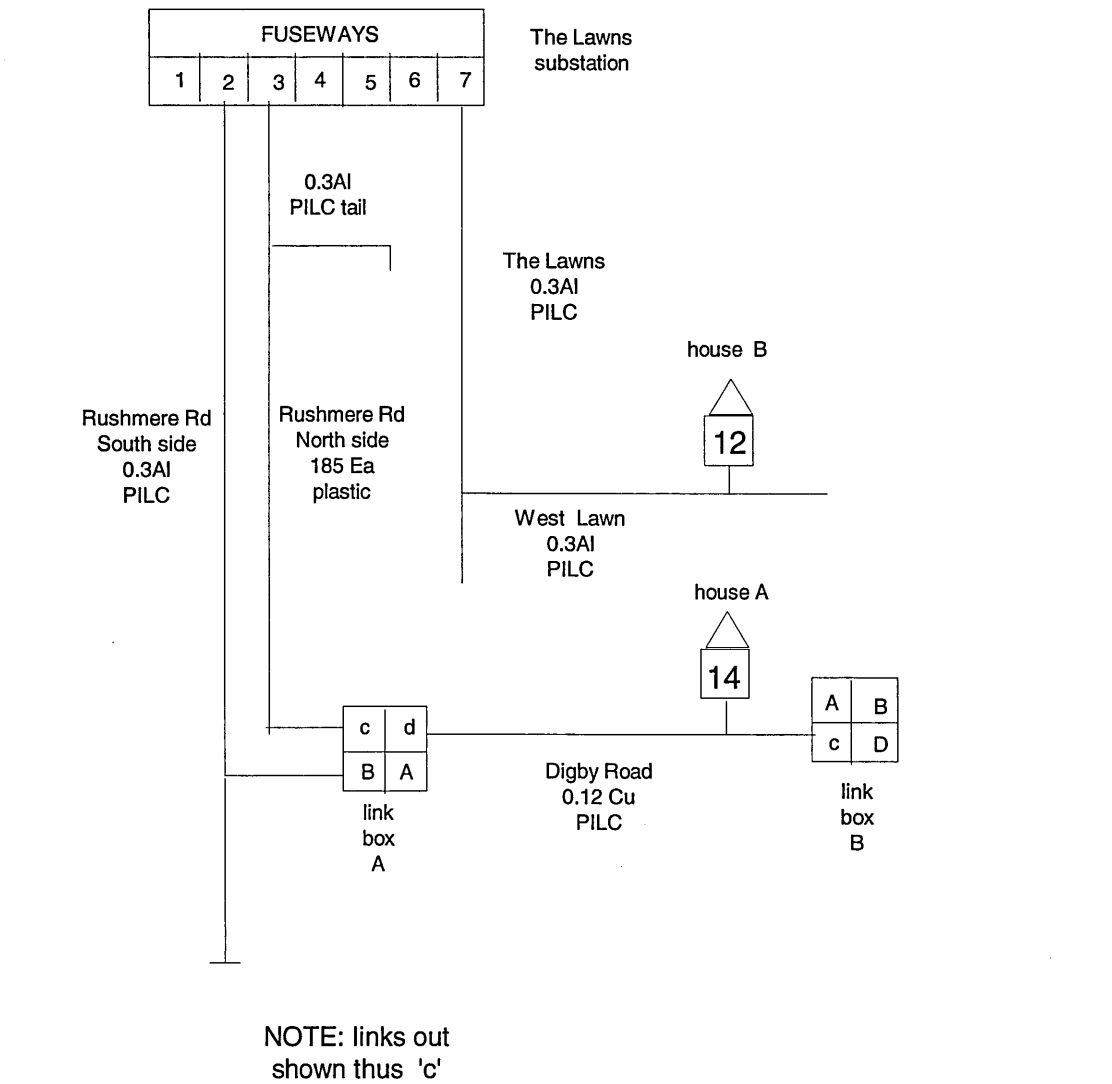 FUSEWAYS
1 2 3 4 5 6 7
The Lawns
substation
0.3Al
PILC tail
The Lawns
0.3Al
PILC
house B
12
Rushmere Rd
South side
0.3Al
PILC
Rushmere Rd
North side
185 Ea
plastic
West Lawn
0.3Al
PILC
house A
14
c d
B A
link
box
A
Digby Road
0.12 Cu
PILC
A B
c D
link
box
B
NOTE: links out
shown thus 'c'